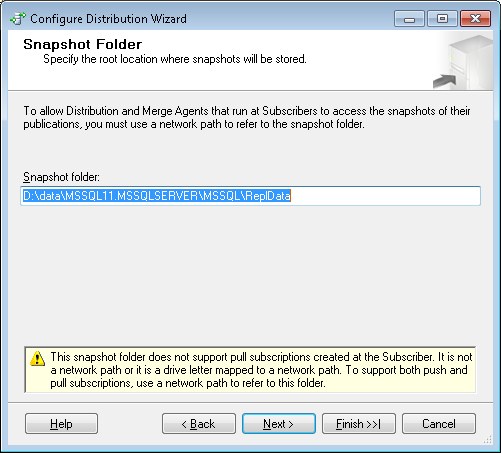 Configure Distribution Wizard
Snapshot Folder
Specify the root location where snapshots will be stored.
To allow Distribution and Merge Agents that run at Subscribers to access the snapshots of their
publications, you must use a network path to refer to the snapshot folder.
Snapshot folder:
D:\data\MSSQL11.MSSQLSERVER\MSSQL\ReplData
This snapshot folder does not support pull subscriptions created at the Subscriber. It is not
a network path or it is a drive letter mapped to a network path. To support both push and
pull subscriptions, use a network path to refer to this folder.
Help
< Back
Next >
Finish >>|
Cancel